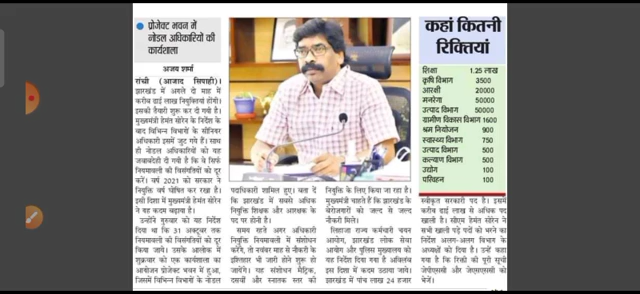 ● प्रोजेक्ट भवन में
नोडल अधिकारियों की
कार्यशाला
अजय शर्मा
रांची (आजाद सिपाही)।
झारखंड में अगले दो माह में
करीब ढाई लाख नियुक्तियां होंगी।
इसकी तैयारी शुरू कर दी गयी है।
मुख्यमंत्री हेमंत सोरेन के निर्देश के
बाद विभिन्न विभागों के सीनियर
अधिकारी इसमें जुट गये हैं। साथ
ही नोडल अधिकारियों को यह
जवाबदेही दी गयी है कि वे सिर्फ
नियमावली की विसंगतियों को दूर
करें। वर्ष 2021 को सरकार ने
नियुक्ति वर्ष घोषित कर रखा है।
इसी दिशा में मुख्यमंत्री हेमंत सोरेन
ने यह कदम बढ़ाया है।
उन्होंने गुरुवार को यह निर्देश
दिया था कि 31 अक्टूबर तक
नियमावली की विसंगतियों को दूर
किया जाये। उसके आलोक में
शुक्रवार को एक कार्यशाला का
आयोजन प्रोजेक्ट भवन में हुआ,
जिसमें विभिन्न विभागों के नोडल
पदाधिकारी शामिल हुए। बता दें
कि झारखंड में सबसे अधिक
नियुक्ति शिक्षक और आरक्षक के
पद पर होनी है।
समय रहते अगर अधिकारी
नियुक्ति नियमावली में संशोधन
करेंगे, तो नवंबर माह से नौकरी के
इश्तिहार भी जारी होने शुरू हो
जायेंगे। यह संशोधन मैट्रिक,
दसवीं और स्नातक स्तर की
नियुक्ति के लिए किया जा रहा है।
मुख्यमंत्री चाहते हैं कि झारखंड के
बेरोजगारों को जल्द से जल्द
नौकरी मिले।
लिहाजा राज्य कर्मचारी चयन
आयोग, झारखंड लोक सेवा
आयोग और पुलिस मुख्यालय को
यह निर्देश दिया गया है अविलंब
इस दिशा में कदम उठाया जाये।
झारखंड में पांच लाख 24 हजार
कहां कितनी
रिक्तियां
शिक्षा 1.25 लाख
कृषि विभाग 3500
आरक्षी 20000
मनरेगा 50000
उत्पाद विभाग 50000
ग्रामीण विकास विभाग 1600
श्रम नियोजन 900
स्वास्थ्य विभाग 750
उत्पाद विभाग 500
कल्याण विभाग 500
उद्योग 100
परिवहन 100
स्वीकृत सरकारी पद है। इसमें
करीब ढाई लाख से अधिक पद
खाली है। सीएम हेमंत सोरेन ने
सभी खाली पड़े पदों को भरने का
निर्देश अलग-अलग विभाग के
अध्यक्षों को दिया है। उन्हें कहा
गया है कि रिक्ती की पूरी सूची
जेपीएससी और जेएसएससी को
भेजें।